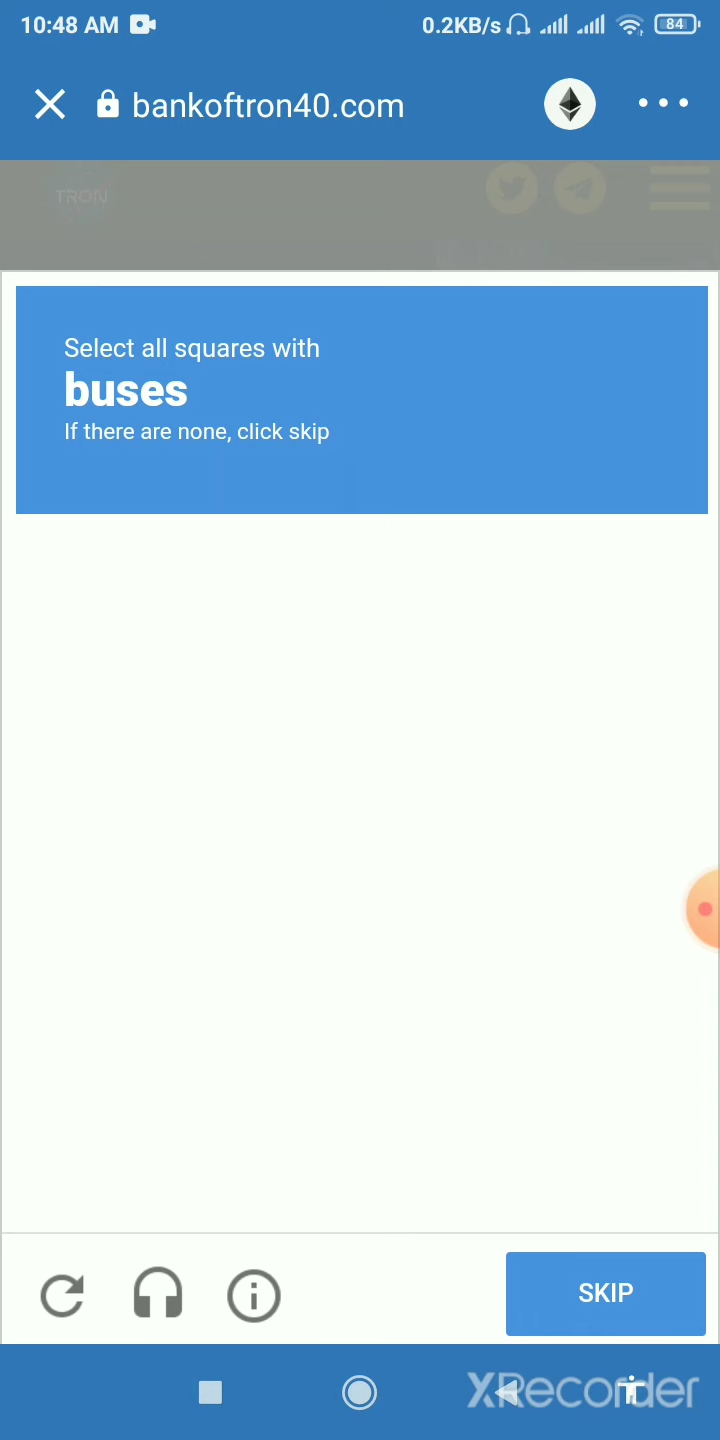 10:48 AM
0.2KB/s
84
bankoftron40.com
TRON
Select all squares with
buses
If there are none, click skip
SKIP
XRecorder